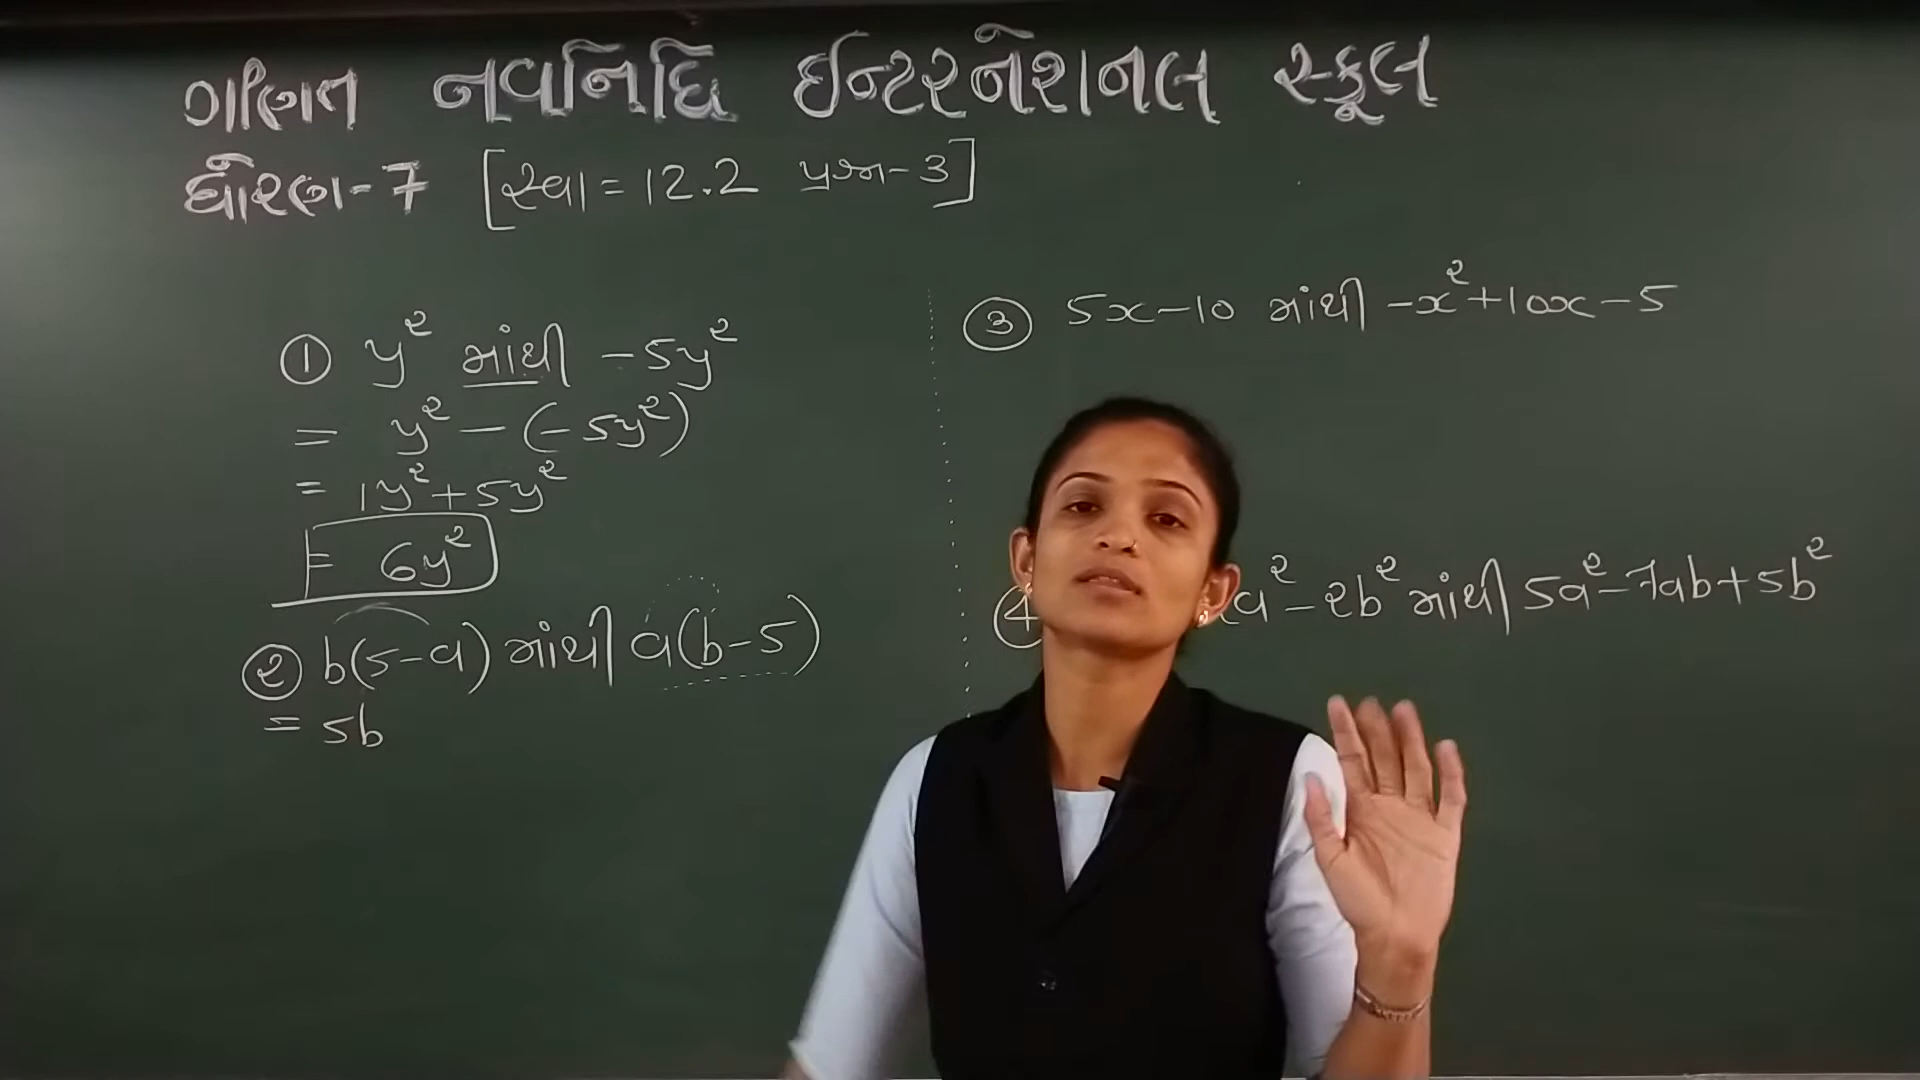 ગણિત નવનિધિ ઈન્ટરનેશનલ સ્કૂલ
ધોરણ-7 [સ્વા = 12.2 પ્રશ્ન-3]
① y² માંથી -5y²
= y² - (-5y²)
= 1y² + 5y²
= 6y²
② b(5-a) માંથી a(b-5)
= 5b
③ 5x-10 માંથી -x²+10x-5
④ a² - 2b² માંથી 5a²-7ab+5b²